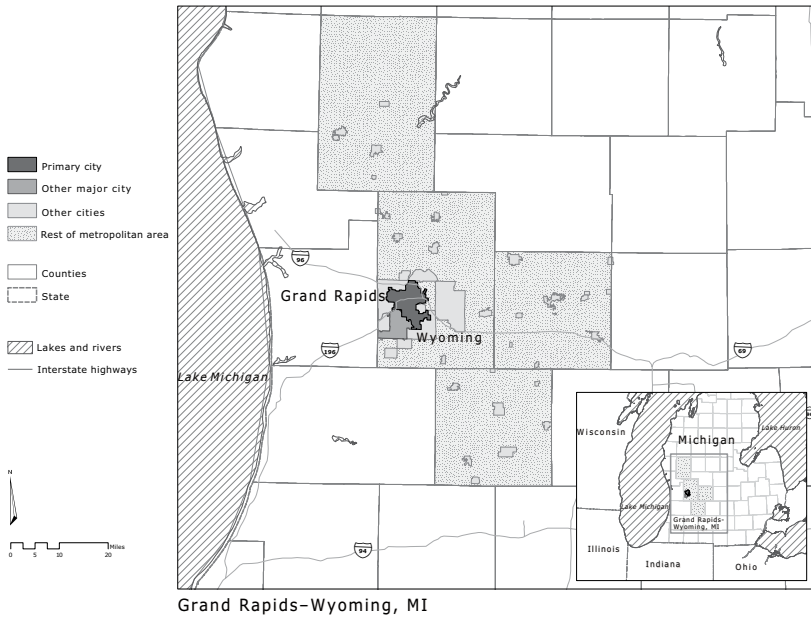 Primary city
Other major city
Other cities
Rest of metropolitan area
Counties
State
Lakes and rivers
Interstate highways
N
0 5 10 20 Miles
96
Grand Rapids
Wyoming
196
69
Lake Michigan
94
Wisconsin
Michigan
Lake Huron
Lake Michigan
Grand Rapids–
Wyoming, MI
Illinois
Indiana
Ohio
Grand Rapids–Wyoming, MI